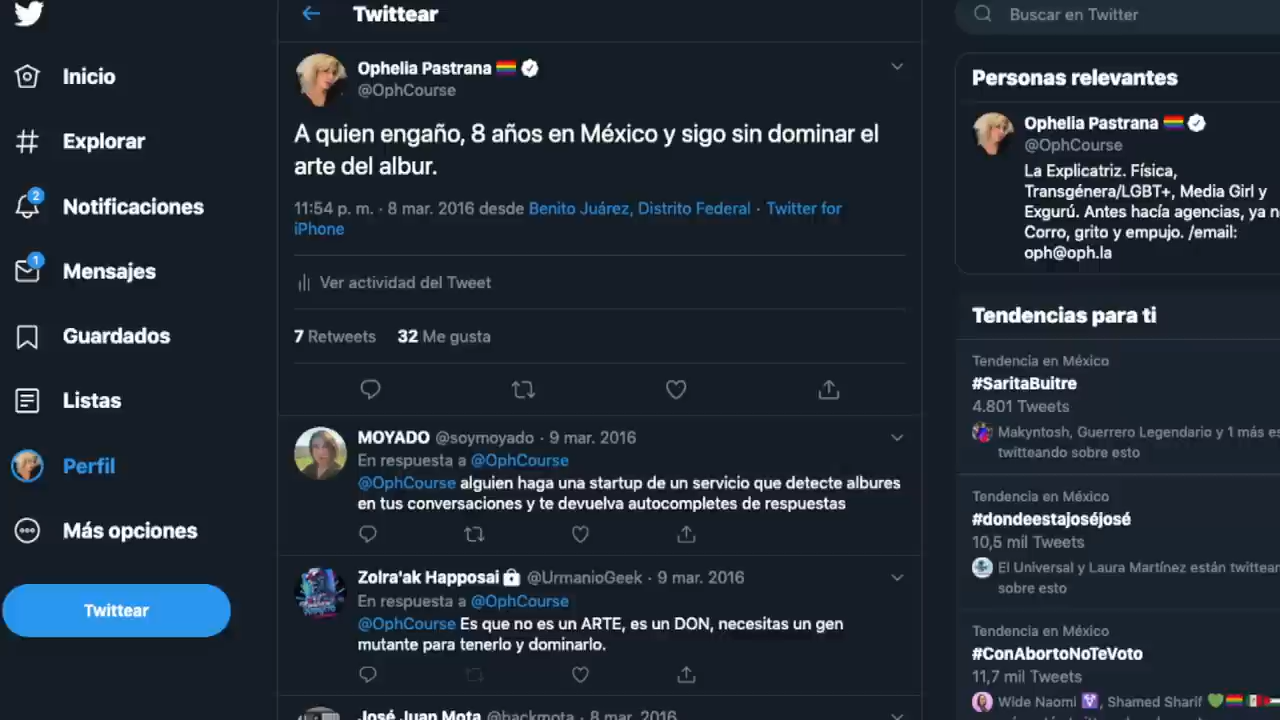 Inicio
Explorar
2
Notificaciones
1
Mensajes
Guardados
Listas
Perfil
Más opciones
Twittear
Twittear
Ophelia Pastrana
@OphCourse
A quien engaño, 8 años en México y sigo sin dominar el
arte del albur.
11:54 p. m. · 8 mar. 2016 desde Benito Juárez, Distrito Federal · Twitter for
iPhone
Ver actividad del Tweet
7 Retweets 32 Me gusta
MOYADO @soymoyado · 9 mar. 2016
En respuesta a @OphCourse
@OphCourse alguien haga una startup de un servicio que detecte albures
en tus conversaciones y te devuelva autocompletes de respuestas
Zolra'ak Happosai @UrmanioGeek · 9 mar. 2016
En respuesta a @OphCourse
@OphCourse Es que no es un ARTE, es un DON, necesitas un gen
mutante para tenerlo y dominarlo.
José Juan Mota @hackmota · 8 mar. 2016
Buscar en Twitter
Personas relevantes
Ophelia Pastrana
@OphCourse
La Explicatriz. Física,
Transgénera/LGBT+, Media Girl y
Exgurú. Antes hacía agencias, ya n
Corro, grito y empujo. /email:
oph@oph.la
Tendencias para ti
Tendencia en México
#SaritaBuitre
4.801 Tweets
Makyntosh, Guerrero Legendario y 1 más es
twitteando sobre esto
Tendencia en México
#dondeestajoséjosé
10,5 mil Tweets
El Universal y Laura Martínez están twittean
sobre esto
Tendencia en México
#ConAbortoNoTeVoto
11,7 mil Tweets
Wide Naomi , Shamed Sharif